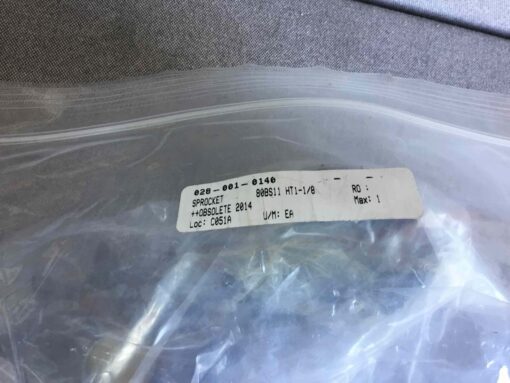 028-001-0140 - -
SPROCKET 80BS11 HT1-1/8 RO :
++OBSOLETE 2014 Max: 1
Loc: C051A U/M: EA